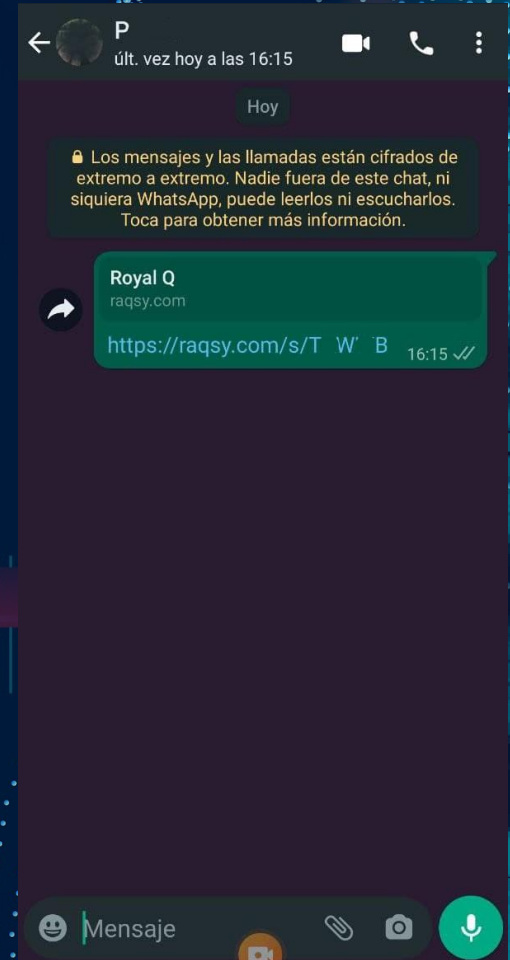 P
últ. vez hoy a las 16:15
Hoy
Los mensajes y las llamadas están cifrados de
extremo a extremo. Nadie fuera de este chat, ni
siquiera WhatsApp, puede leerlos ni escucharlos.
Toca para obtener más información.
Royal Q
raqsy.com
https://raqsy.com/s/T W B
16:15
Mensaje